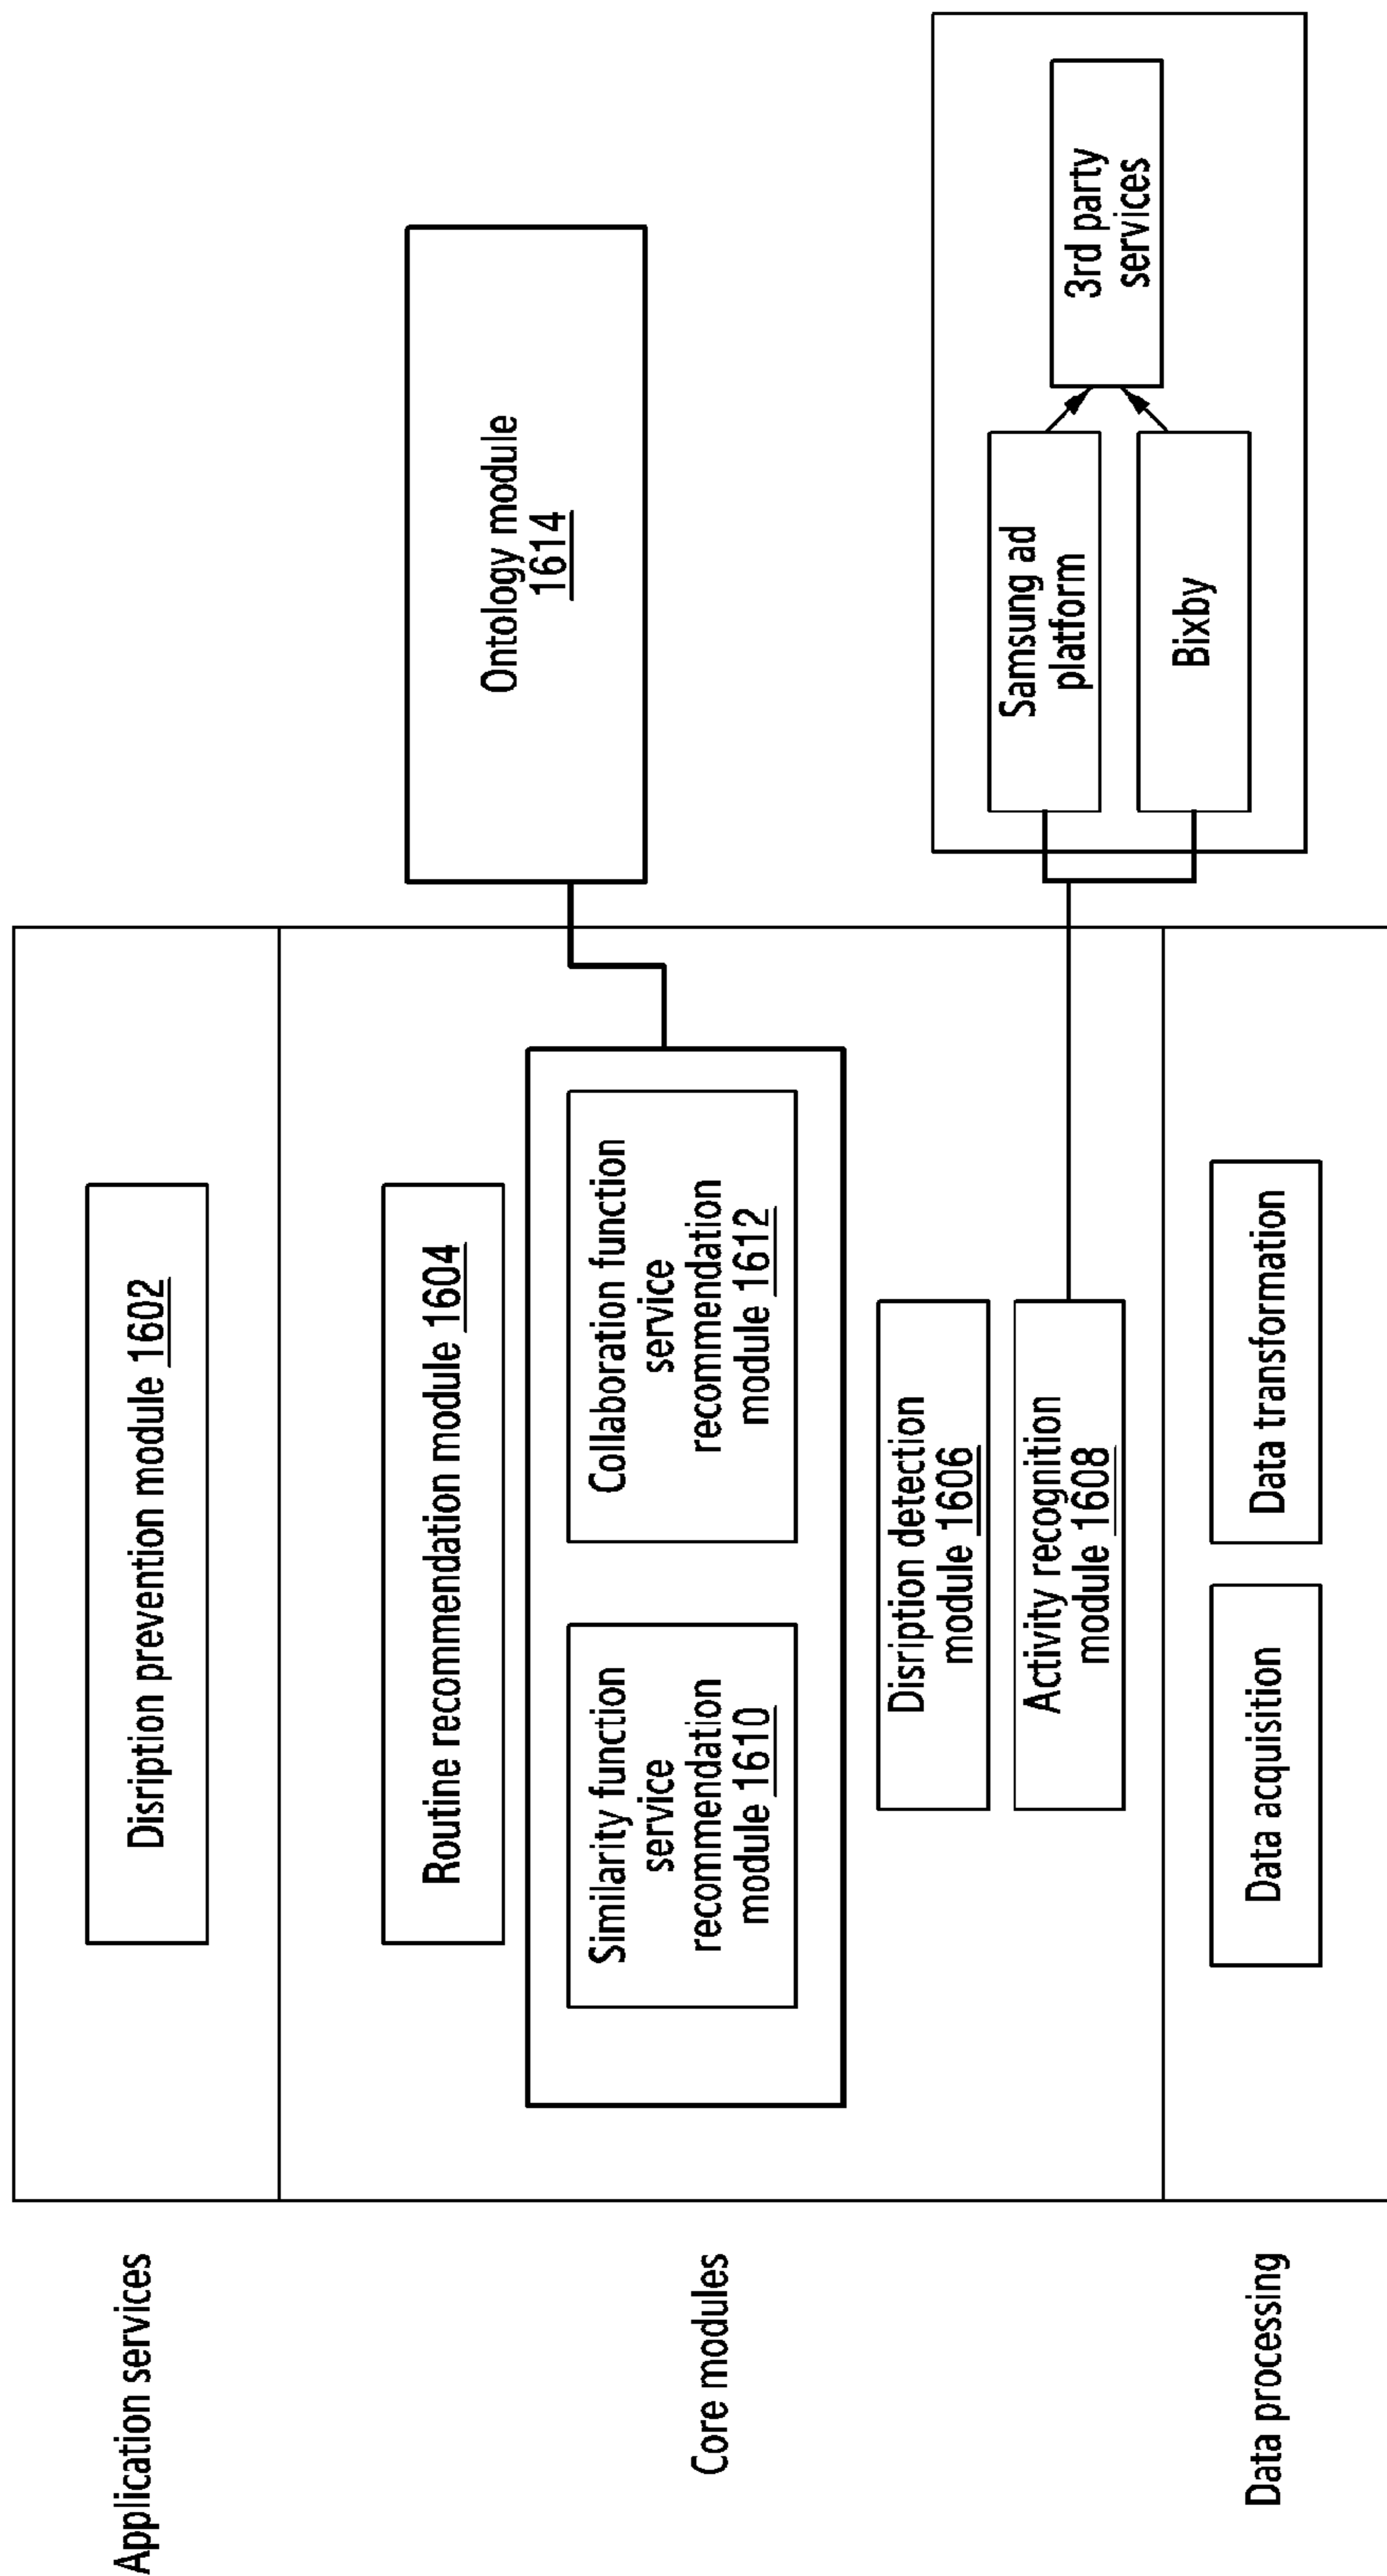 Application services
Disription prevention module 1602
Core modules
Routine recommendation module 1604
Similarity function
service
recommendation
module 1610
Collaboration function
service
recommendation
module 1612
Ontology module
1614
Disription detection
module 1606
Activity recognition
module 1608
Samsung ad
platform
Bixby
3rd party
services
Data processing
Data acquisition
Data transformation